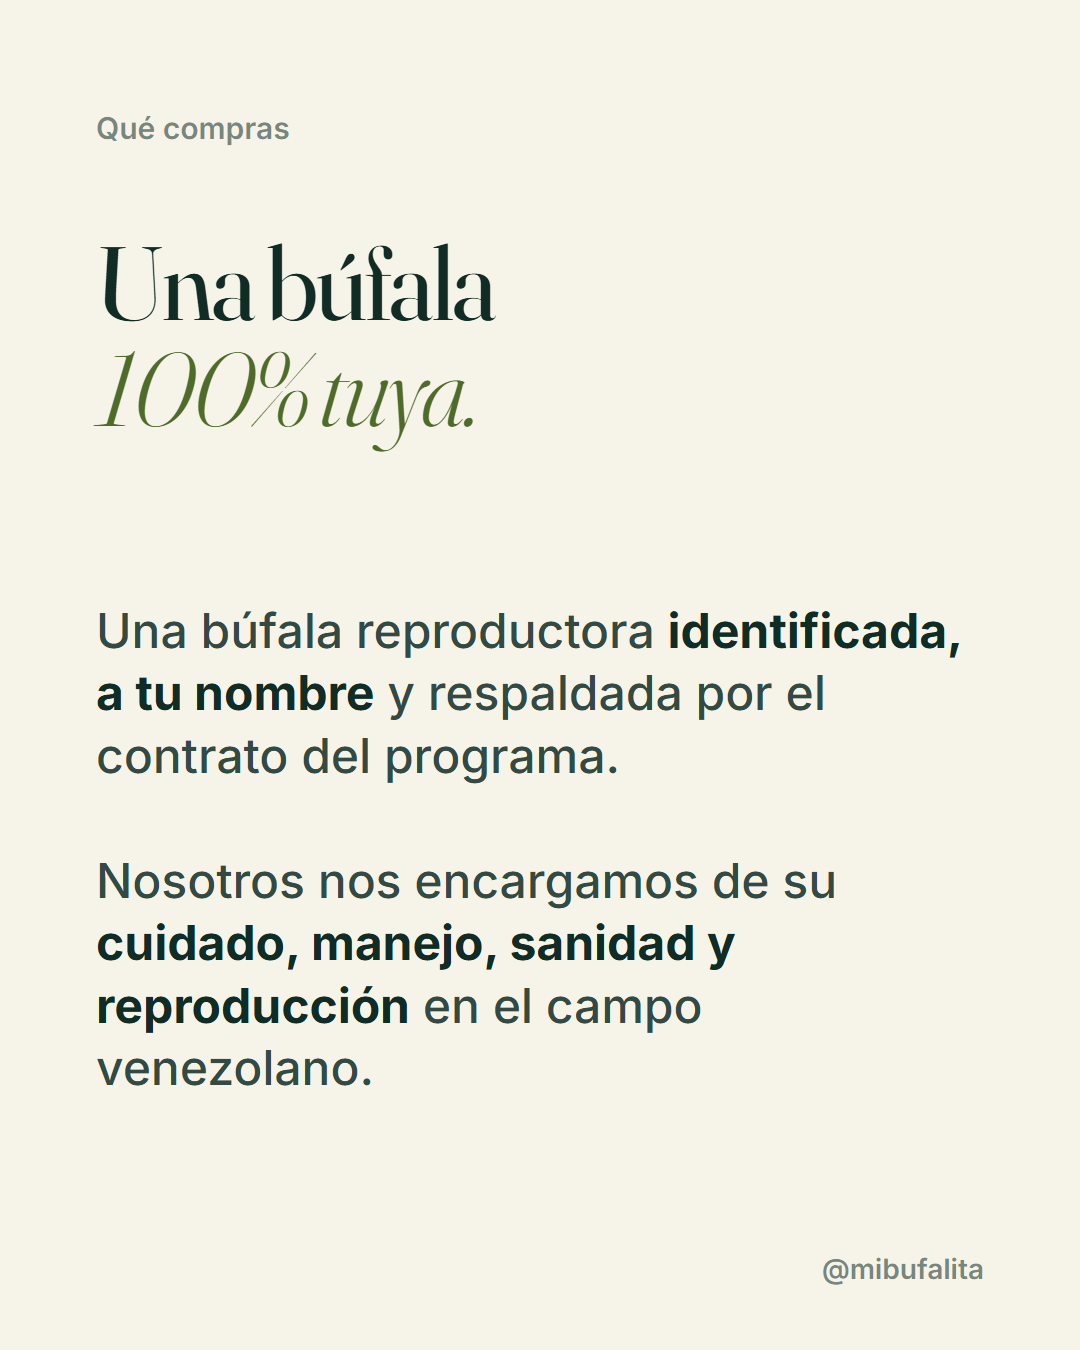 Qué compras
Una búfala
100% tuya.
Una búfala reproductora identificada,
a tu nombre y respaldada por el
contrato del programa.
Nosotros nos encargamos de su
cuidado, manejo, sanidad y
reproducción en el campo
venezolano.
@mibufalita